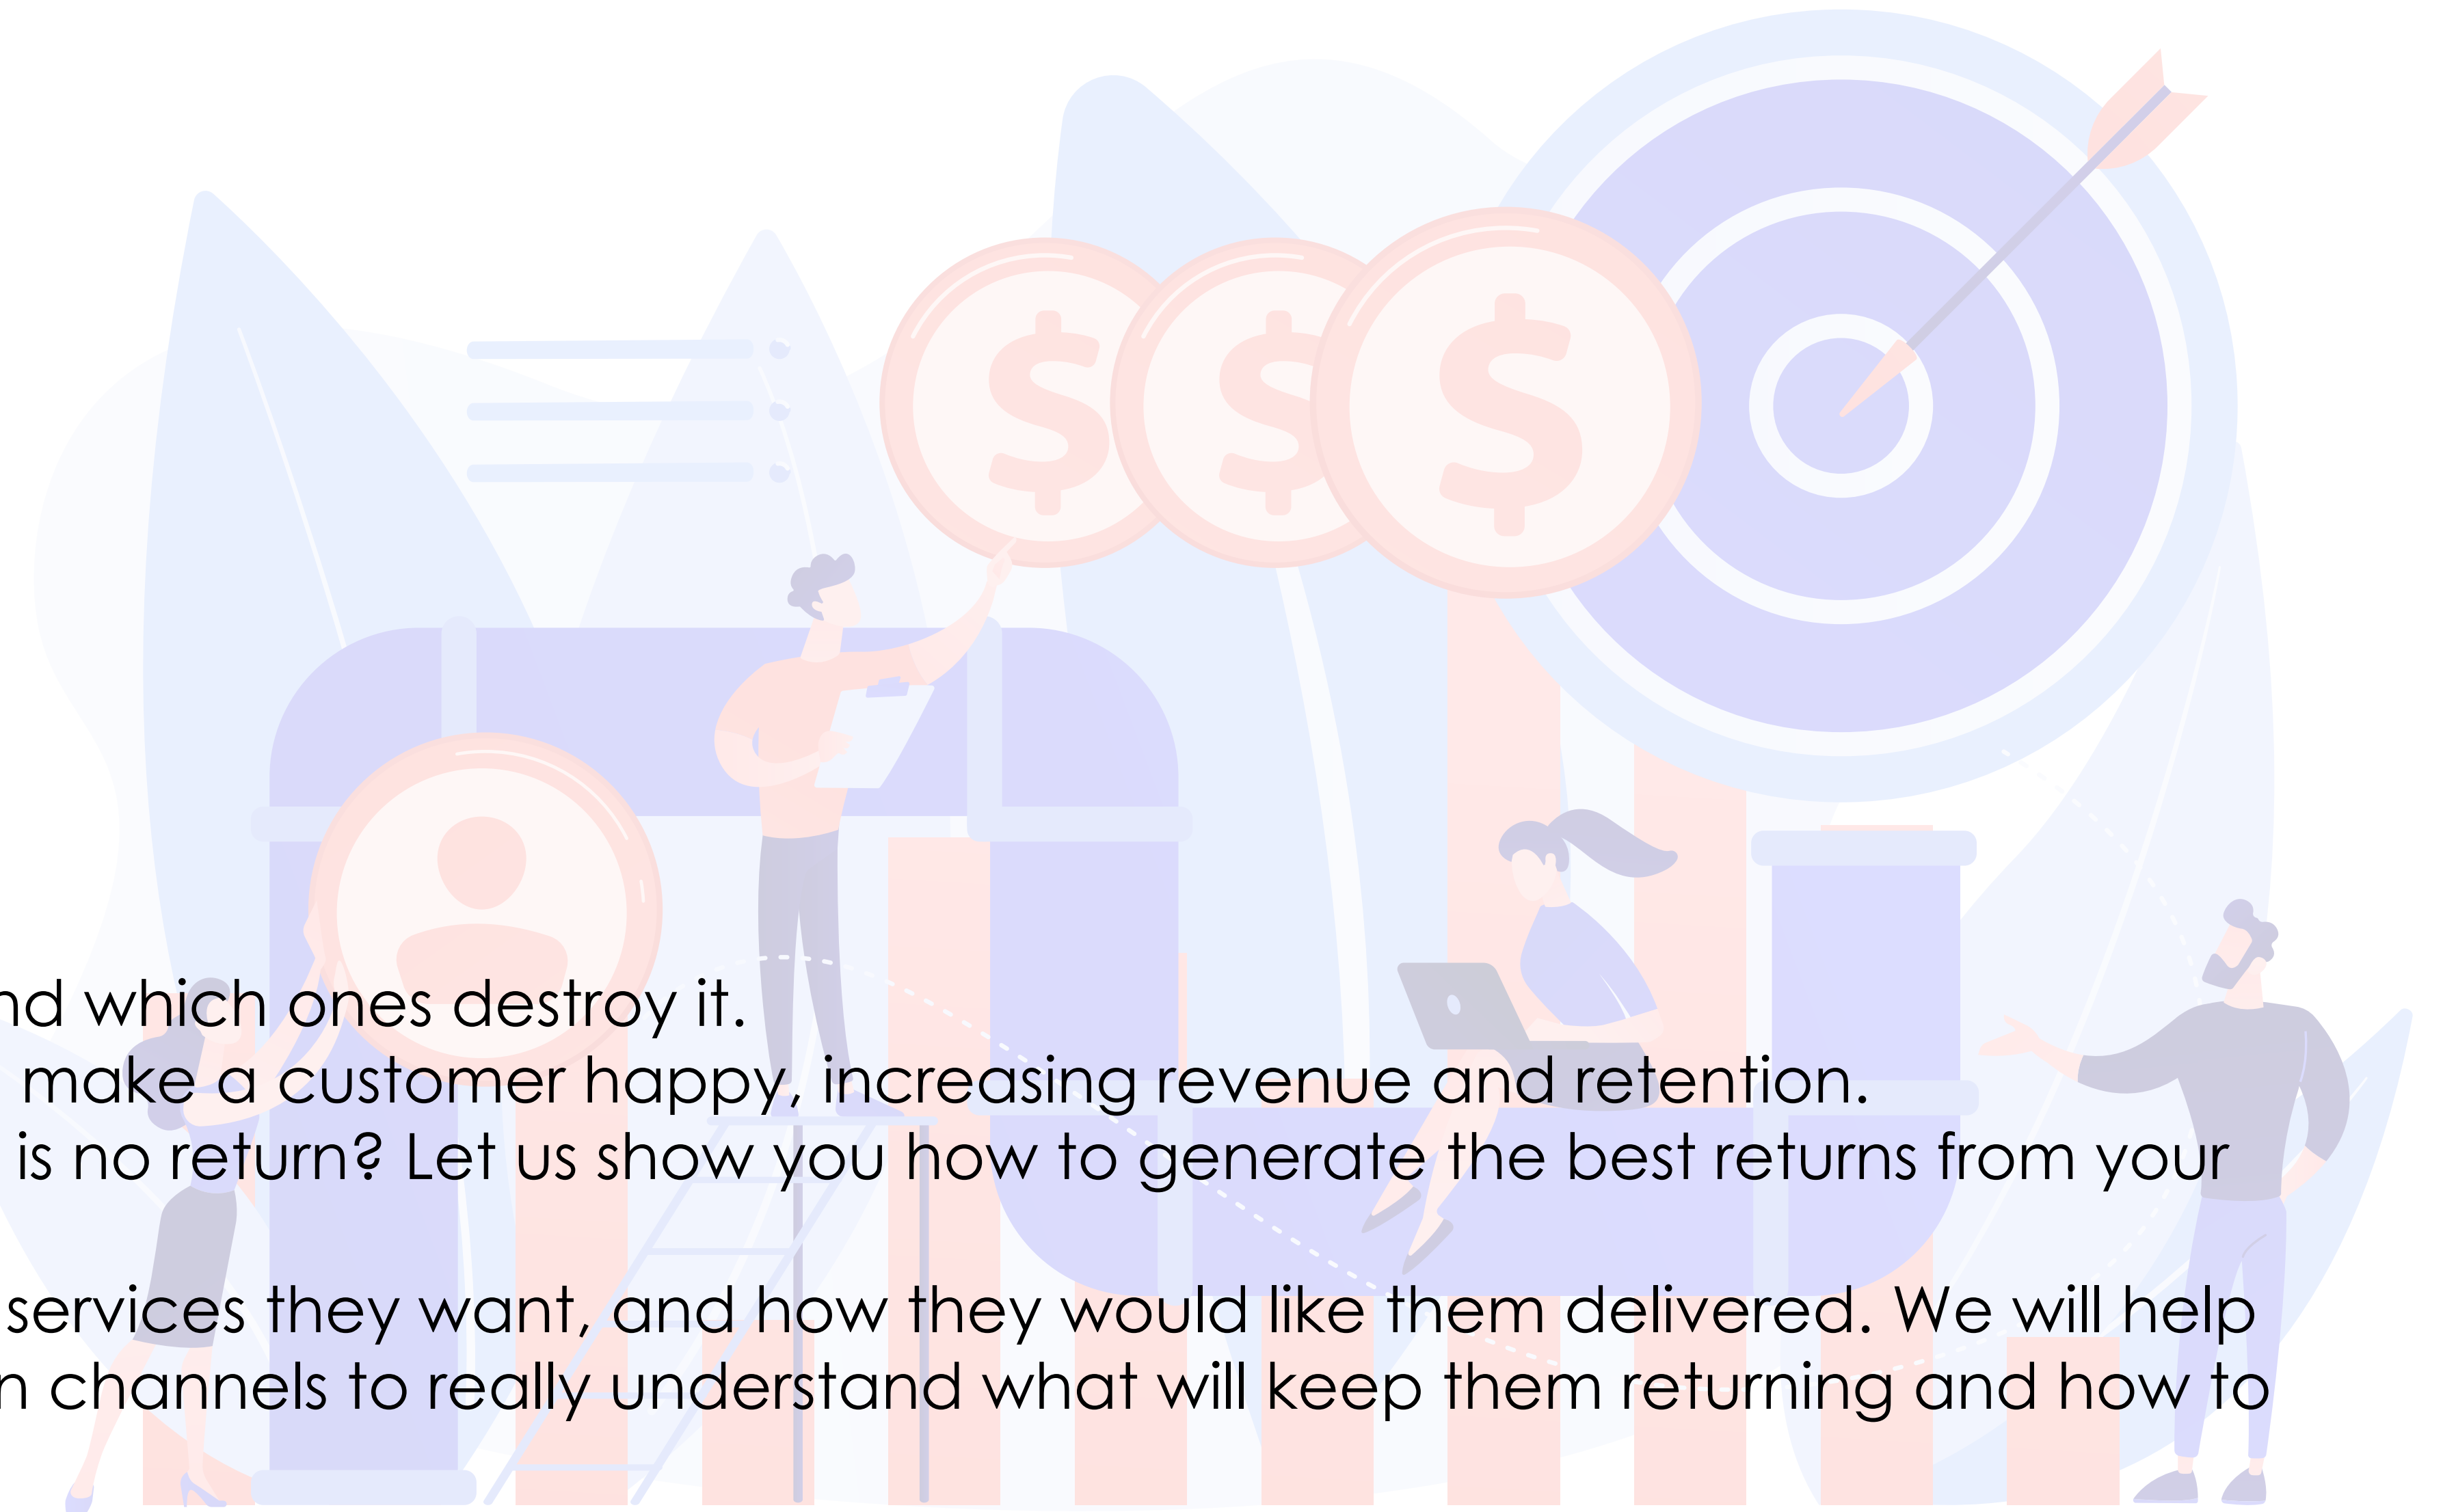 which ones destroy it.
make a customer happy, increasing revenue and retention.
is no return? Let us show you how to generate the best returns from your
services they want, and how they would like them delivered. We will help
channels to really understand what will keep them returning and how to